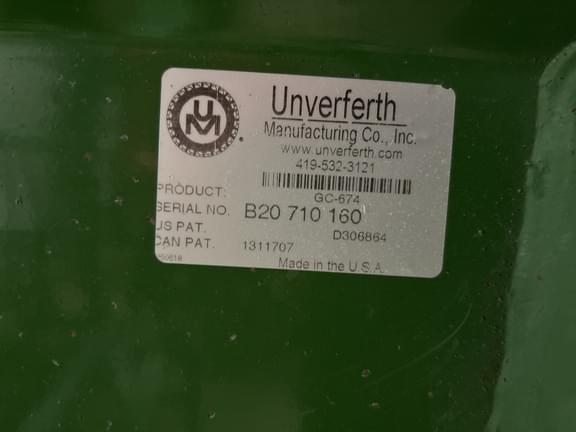 UM
Unverferth
Manufacturing Co., Inc.
www.unverferth.com
419-532-3121
PRODUCT: GC-674
SERIAL NO. B20 710 160
US PAT. D306864
CAN PAT. 1311707
Made in the U.S.A.